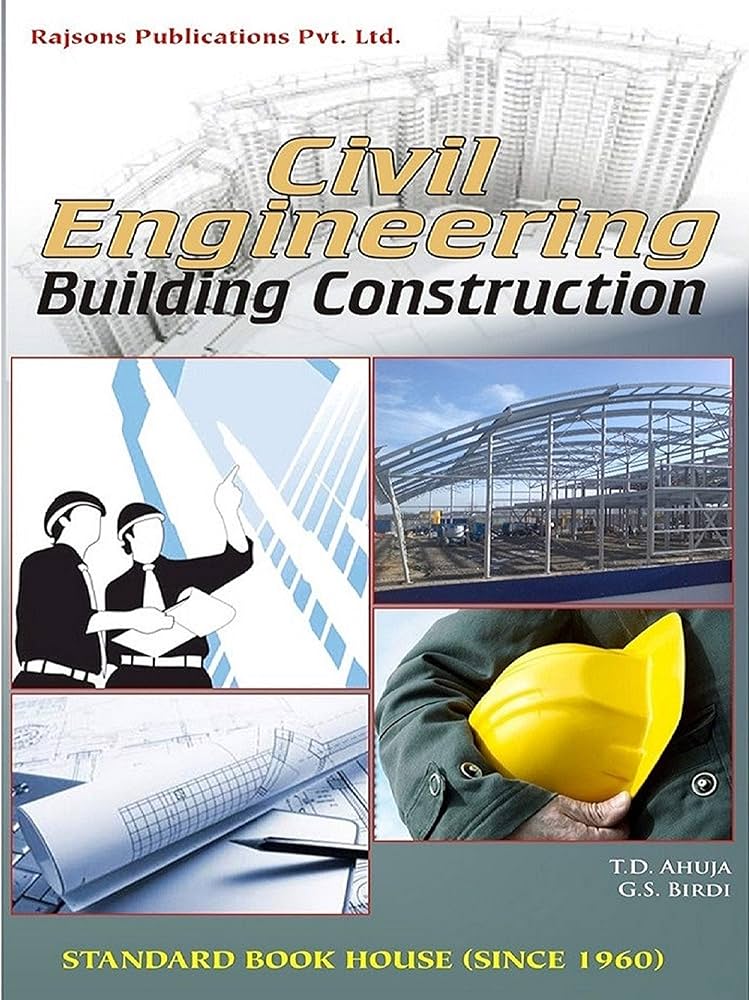 Rajsons Publications Pvt. Ltd.
Civil
Engineering
Building Construction
T.D. Ahuja
G.S. Birdi
STANDARD BOOK HOUSE (SINCE 1960)